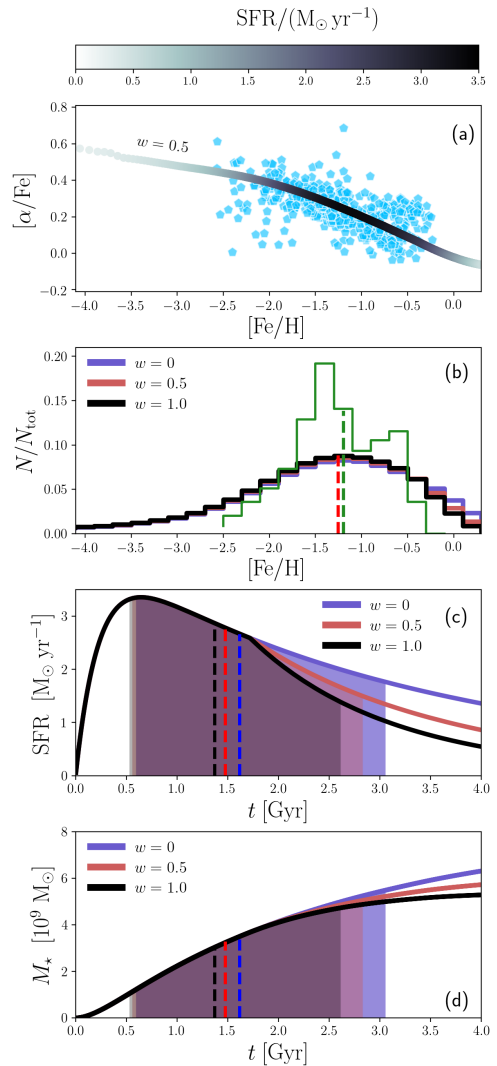 SFR/(M⊙ yr⁻¹)
0.0 0.5 1.0 1.5 2.0 2.5 3.0 3.5
0.8
0.6
0.4
0.2
0.0
−0.2
[α/Fe]
w = 0.5
(a)
−4.0 −3.5 −3.0 −2.5 −2.0 −1.5 −1.0 −0.5 0.0
[Fe/H]
0.20
0.15
0.10
0.05
0.00
N/N_tot
w = 0
w = 0.5
w = 1.0
(b)
−4.0 −3.5 −3.0 −2.5 −2.0 −1.5 −1.0 −0.5 0.0
[Fe/H]
3
2
1
0
SFR [M⊙ yr⁻¹]
w = 0
w = 0.5
w = 1.0
(c)
0.0 0.5 1.0 1.5 2.0 2.5 3.0 3.5 4.0
t [Gyr]
8
6
4
2
0
M⋆ [10⁹ M⊙]
w = 0
w = 0.5
w = 1.0
(d)
0.0 0.5 1.0 1.5 2.0 2.5 3.0 3.5 4.0
t [Gyr]